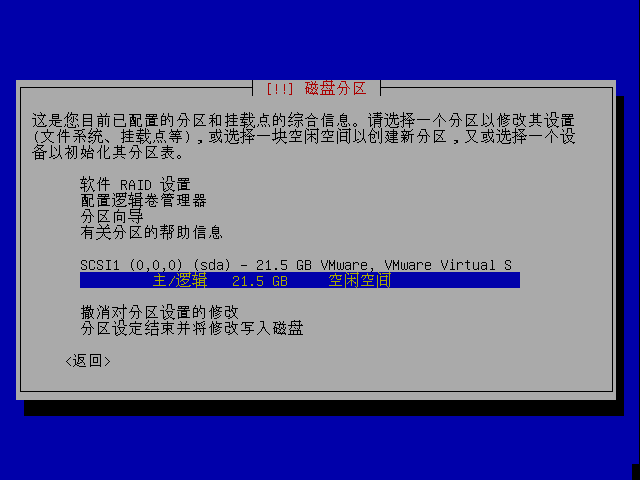 [!!] 磁盘分区
这是您目前已配置的分区和挂载点的综合信息。请选择一个分区以修改其设置
(文件系统、挂载点等)，或选择一块空闲空间以创建新分区，又或选择一个设
备以初始化其分区表。
软件 RAID 设置
配置逻辑卷管理器
分区向导
有关分区的帮助信息
SCSI1 (0,0,0) (sda) - 21.5 GB VMware, VMware Virtual S
主/逻辑 21.5 GB 空闲空间
撤消对分区设置的修改
分区设定结束并将修改写入磁盘
<返回>